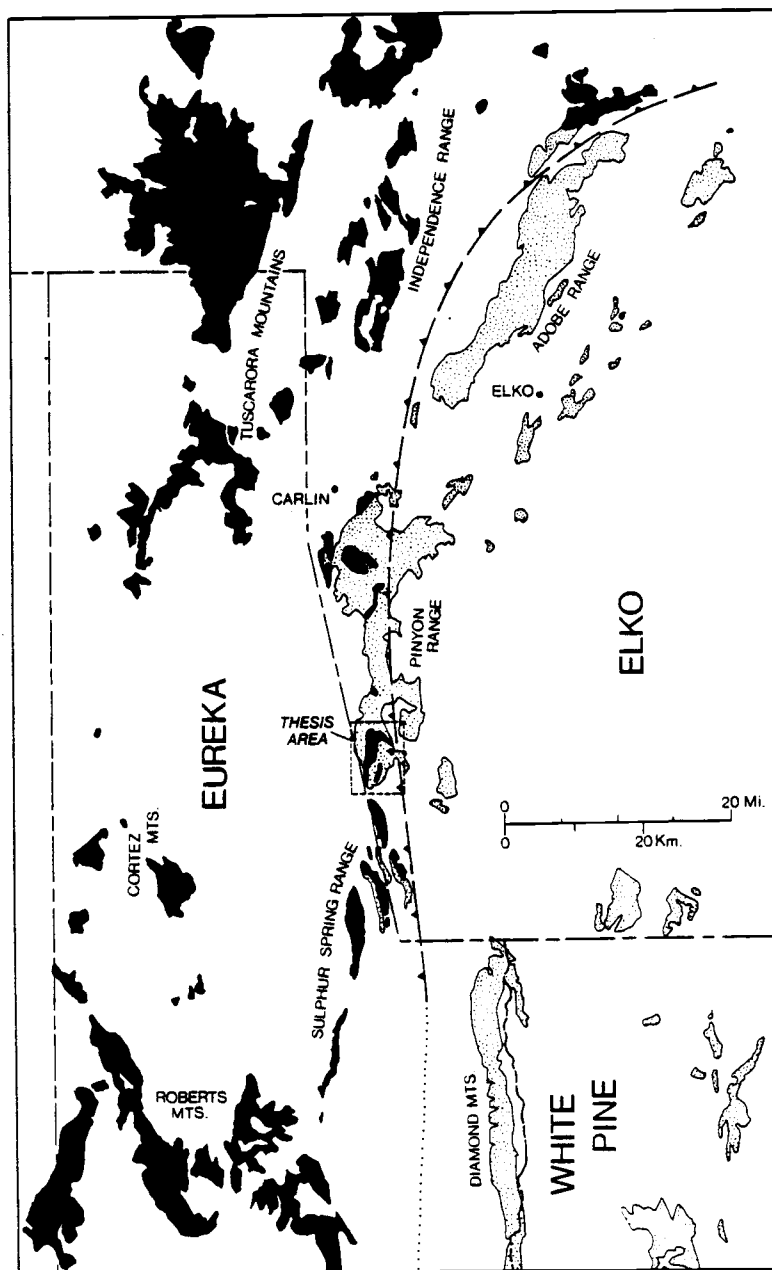 TUSCARORA MOUNTAINS
INDEPENDENCE RANGE
ADOBE RANGE
ELKO
CARLIN
PINYON
RANGE
ELKO
EUREKA
THESIS
AREA
0
20 Mi.
0
20 Km.
CORTEZ
MTS.
SULPHUR SPRING RANGE
ROBERTS
MTS.
DIAMOND MTS
WHITE
PINE